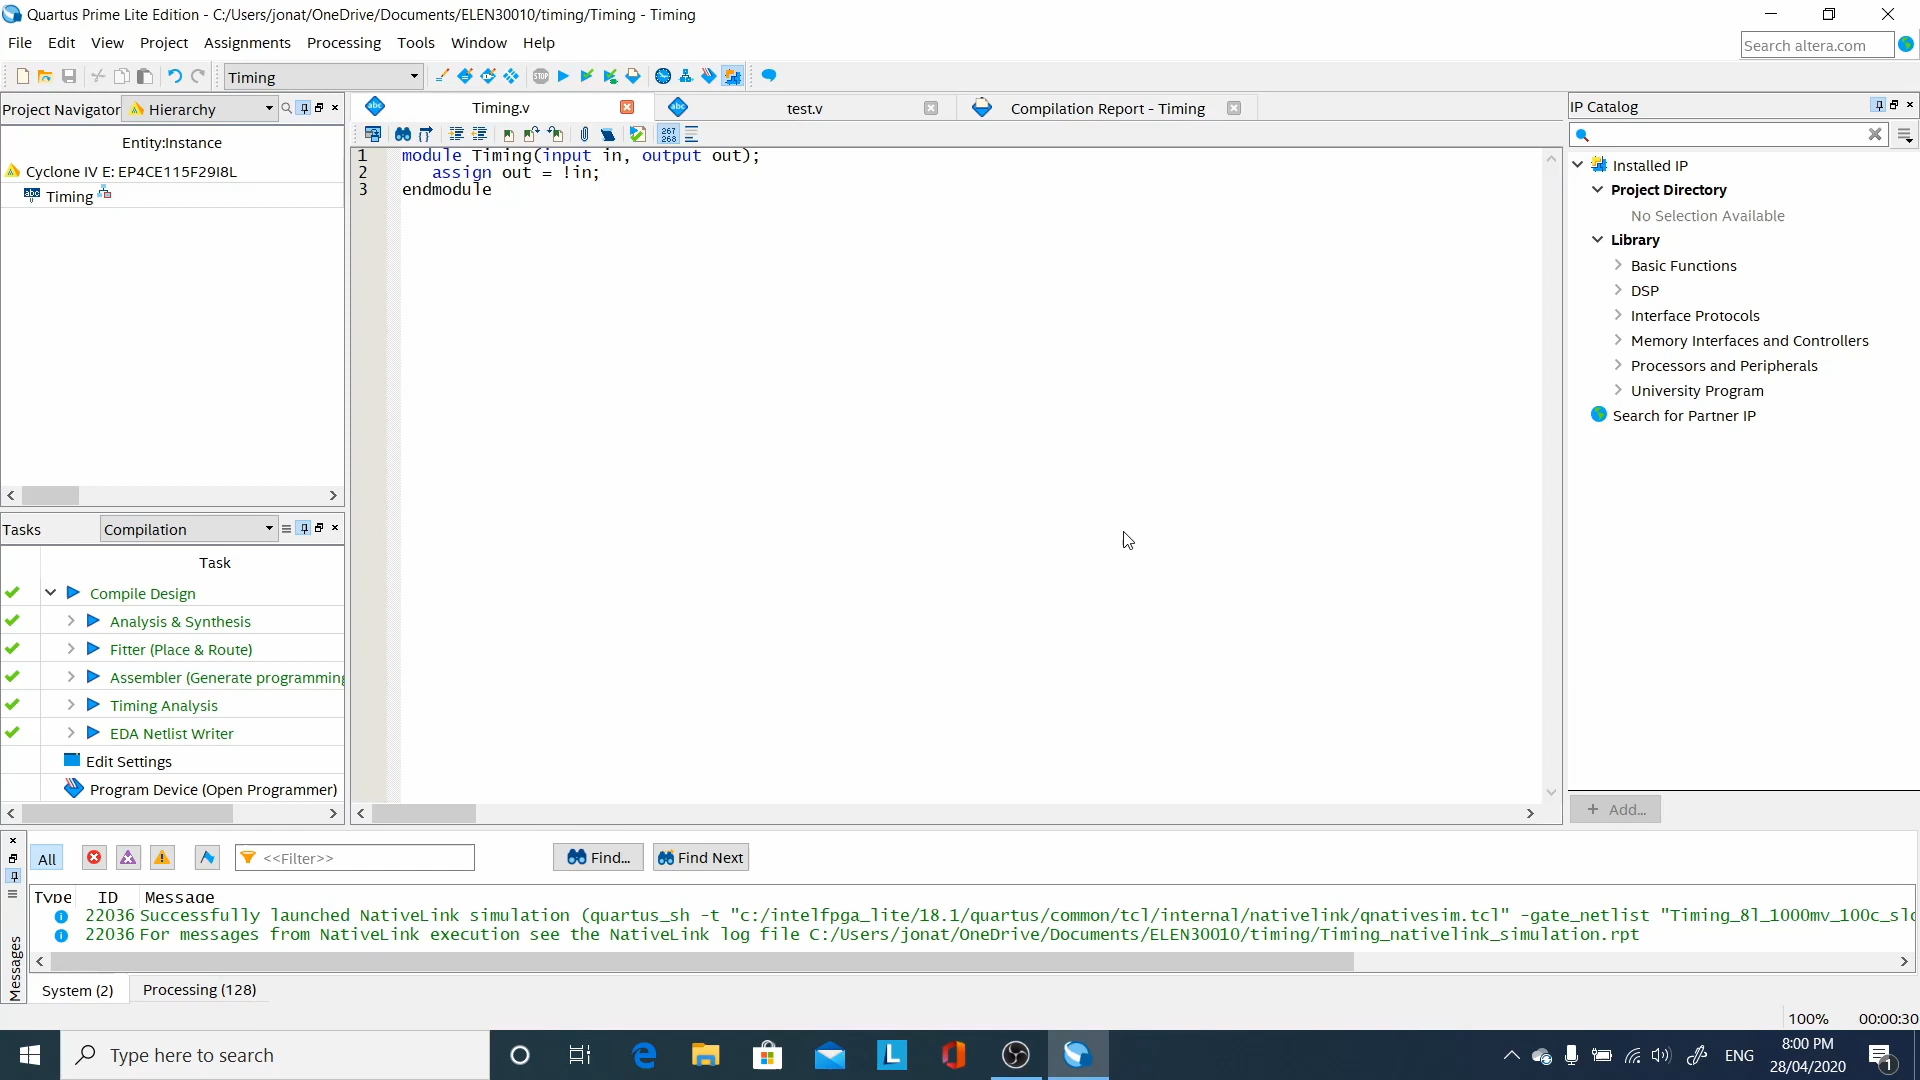 Quartus Prime Lite Edition - C:/Users/jonat/OneDrive/Documents/ELEN30010/timing/Timing - Timing
File Edit View Project Assignments Processing Tools Window Help
Search altera.com
Timing
Project Navigator Hierarchy
Timing.v
test.v
Compilation Report - Timing
IP Catalog
Entity:Instance
Cyclone IV E: EP4CE115F29I8L
Timing
267
268
1 module Timing(input in, output out);
2 assign out = !in;
3 endmodule
Installed IP
Project Directory
No Selection Available
Library
Basic Functions
DSP
Interface Protocols
Memory Interfaces and Controllers
Processors and Peripherals
University Program
Search for Partner IP
+ Add...
Tasks Compilation
Task
Compile Design
Analysis & Synthesis
Fitter (Place & Route)
Assembler (Generate programming
Timing Analysis
EDA Netlist Writer
Edit Settings
Program Device (Open Programmer)
All
<<Filter>>
Find...
Find Next
Type ID Message
22036 Successfully launched NativeLink simulation (quartus_sh -t "c:/intelfpga_lite/18.1/quartus/common/tcl/internal/nativelink/qnativesim.tcl" -gate_netlist "Timing_8l_1000mv_100c_slo
22036 For messages from NativeLink execution see the NativeLink log file C:/Users/jonat/OneDrive/Documents/ELEN30010/timing/Timing_nativelink_simulation.rpt
Messages
System (2)
Processing (128)
100% 00:00:30
Type here to search
ENG
8:00 PM
28/04/2020
1